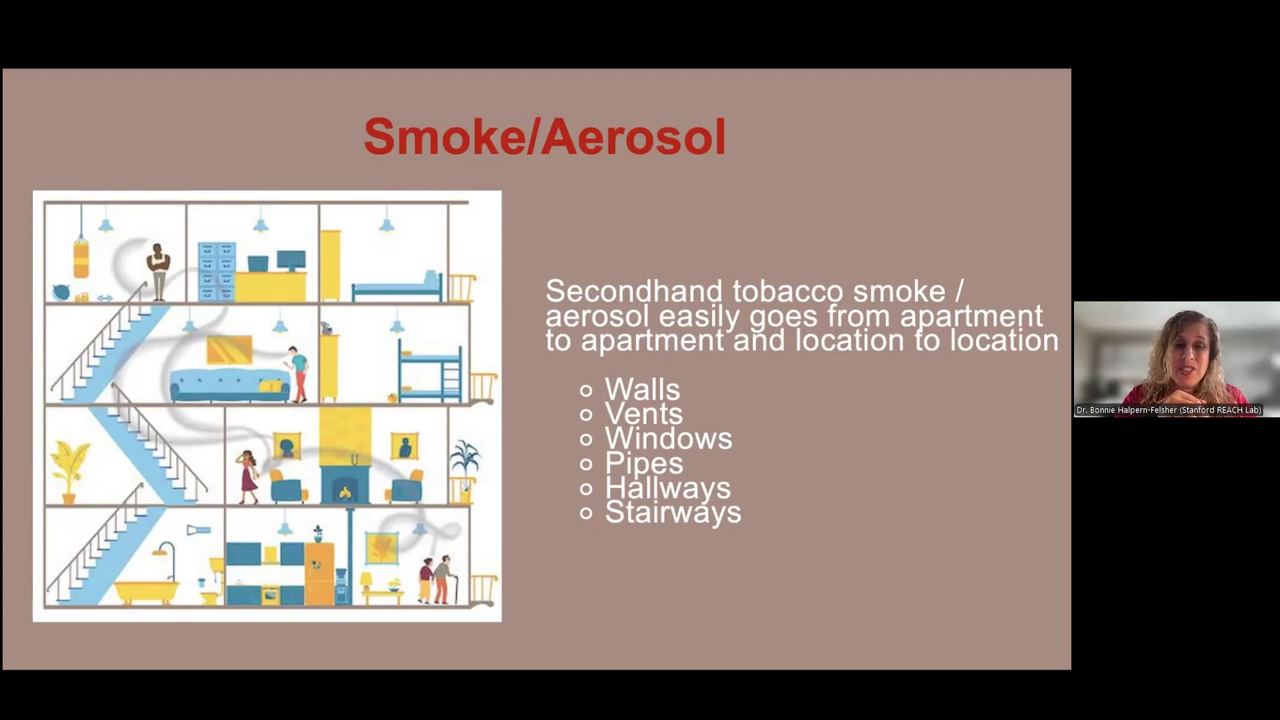 Smoke/Aerosol
Secondhand tobacco smoke /
aerosol easily goes from apartment
to apartment and location to location
Walls
Vents
Windows
Pipes
Hallways
Stairways
Dr. Bonnie Halpern-Felsher (Stanford REACH Lab)